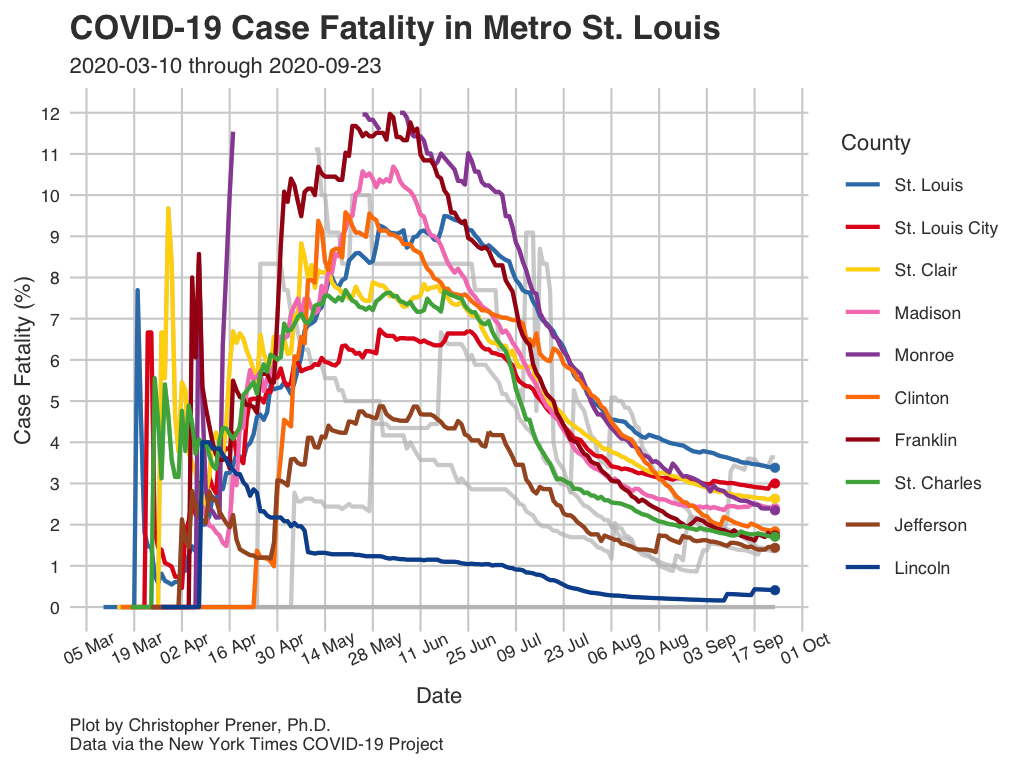 COVID-19 Case Fatality in Metro St. Louis
2020-03-10 through 2020-09-23
Case Fatality (%)
12
11
10
9
8
7
6
5
4
3
2
1
0
05 Mar
19 Mar
02 Apr
16 Apr
30 Apr
14 May
28 May
11 Jun
25 Jun
09 Jul
23 Jul
06 Aug
20 Aug
03 Sep
17 Sep
01 Oct
Date
County
St. Louis
St. Louis City
St. Clair
Madison
Monroe
Clinton
Franklin
St. Charles
Jefferson
Lincoln
Plot by Christopher Prener, Ph.D.
Data via the New York Times COVID-19 Project